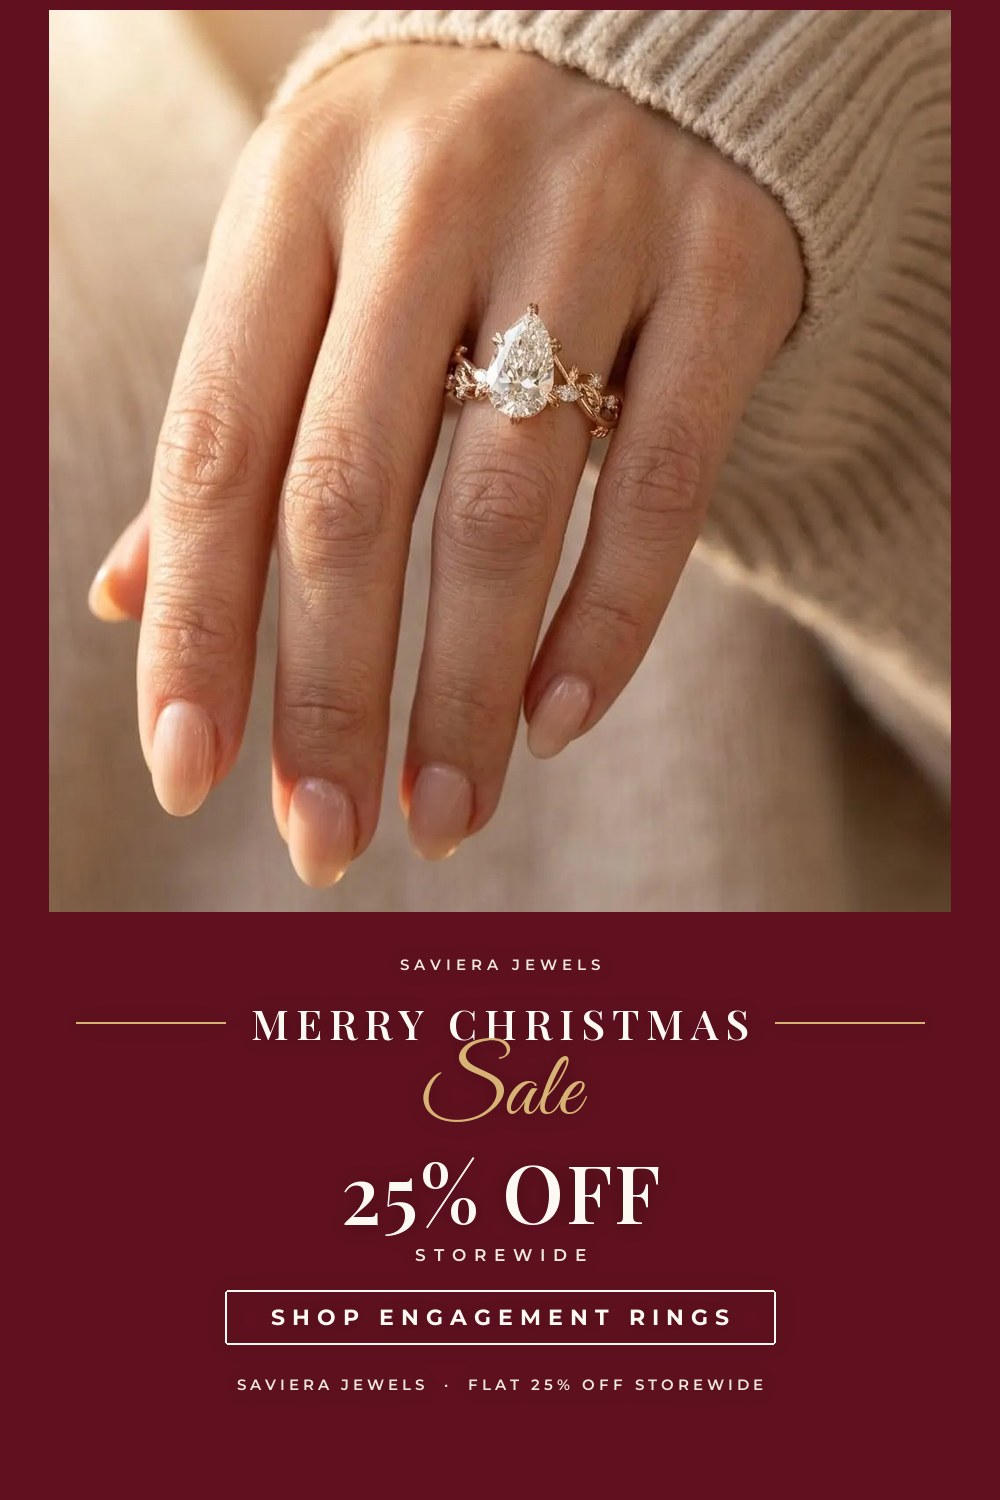 SAVIERA JEWELS
MERRY CHRISTMAS
Sale
25% OFF
STOREWIDE
SHOP ENGAGEMENT RINGS
SAVIERA JEWELS · FLAT 25% OFF STOREWIDE